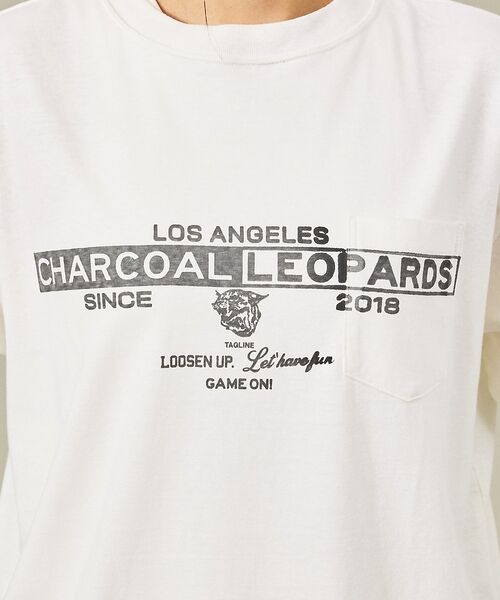 LOS ANGELES
CHARCOAL LEOPARDS
SINCE 2018
TAGLINE
LOOSEN UP. Let' have fun
GAME ON!